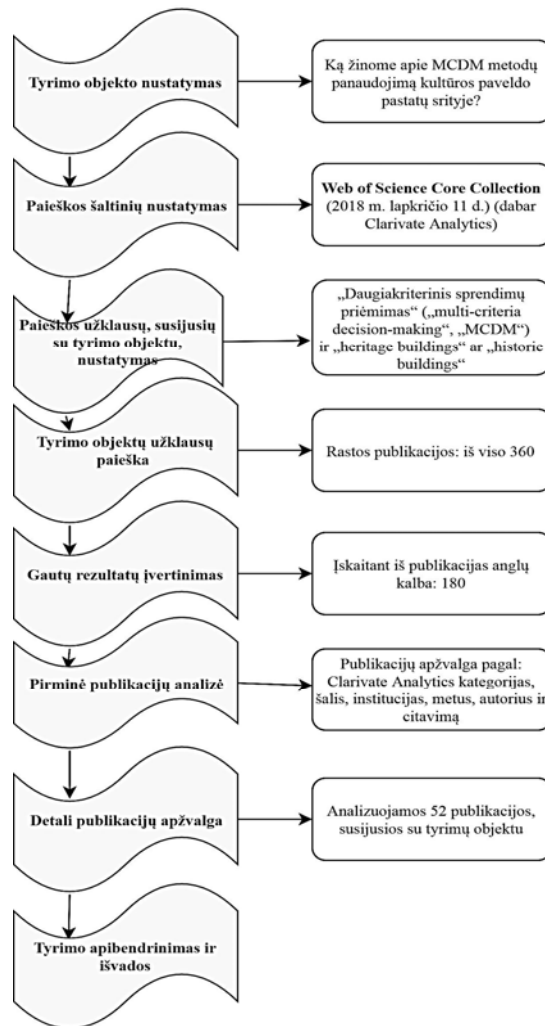 Tyrimo objekto nustatymas
Ką žinome apie MCDM metodų
panaudojimą kultūros paveldo
pastatų srityje?
Paieškos šaltinių nustatymas
Web of Science Core Collection
(2018 m. lapkričio 11 d.) (dabar
Clarivate Analytics)
Paieškos užklausų, susijusių
su tyrimo objektu,
nustatymas
„Daugiakriterinis sprendimų
priėmimas“ („multi-criteria
decision-making“, „MCDM“)
ir „heritage buildings“ ar „historic
buildings“
Tyrimo objektų užklausų
paieška
Rastos publikacijos: iš viso 360
Gautų rezultatų įvertinimas
Įskaitant iš publikacijas anglų
kalba: 180
Pirminė publikacijų analizė
Publikacijų apžvalga pagal:
Clarivate Analytics kategorijas,
šalis, institucijas, metus, autorius ir
citavimą
Detali publikacijų apžvalga
Analizuojamos 52 publikacijos,
susijusios su tyrimų objektu
Tyrimo apibendrinimas ir
išvados